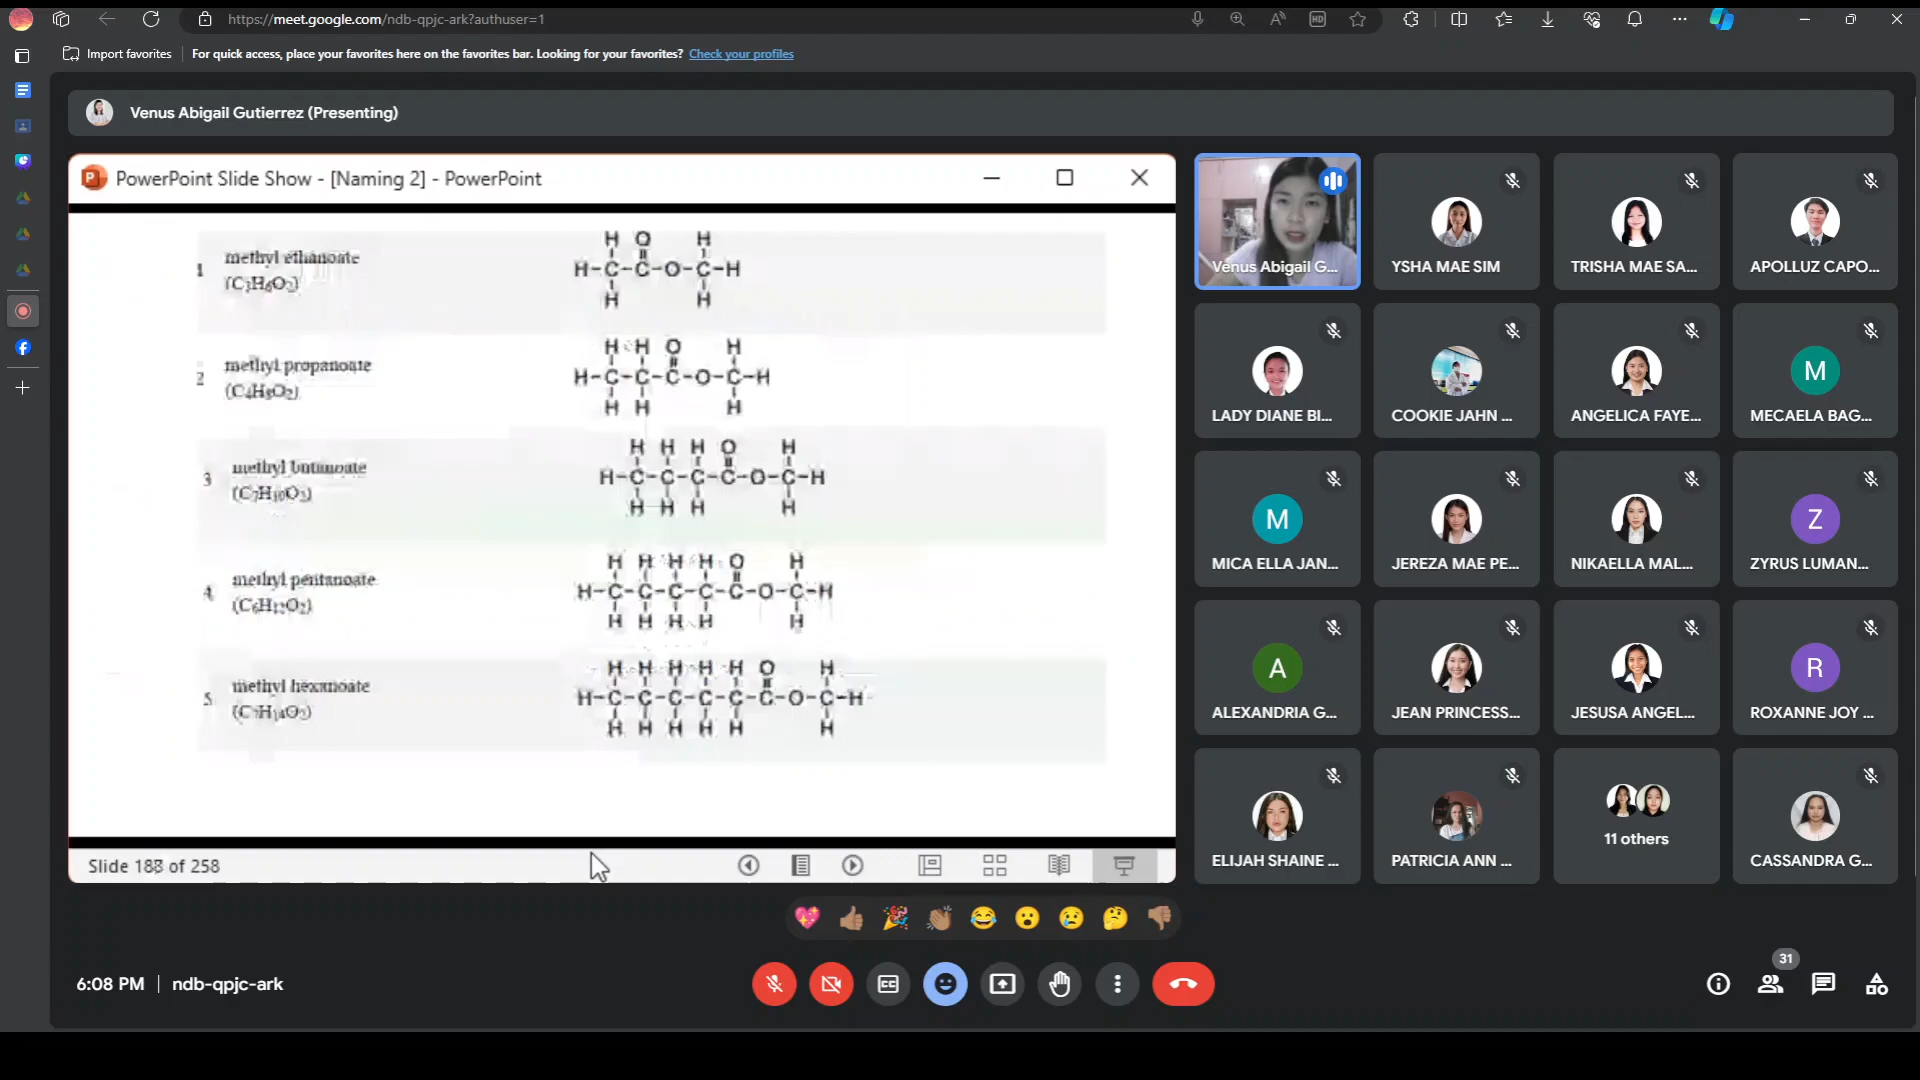 https://meet.google.com/ndb-qpjc-ark?authuser=1
Import favorites
For quick access, place your favorites here on the favorites bar. Looking for your favorites? Check your profiles
Venus Abigail Gutierrez (Presenting)
PowerPoint Slide Show - [Naming 2] - PowerPoint
1 methyl ethanoate
(C₃H₆O₂)
H O H
H-C-C-O-C-H
H H
2 methyl propanoate
(C₄H₈O₂)
H H O H
H-C-C-C-O-C-H
H H H
3 methyl butanoate
H H H O H
H-C-C-C-C-O-C-H
H H H H
4 methyl pentanoate
(C₆H₁₂O₂)
H H H H O H
H-C-C-C-C-C-O-C-H
H H H H H
5 methyl hexanoate
(C₇H₁₄O₂)
H H H H H O H
H-C-C-C-C-C-C-O-C-H
H H H H H H
Slide 188 of 258
Venus Abigail G...
YSHA MAE SIM
TRISHA MAE SA...
APOLLUZ CAPO...
LADY DIANE BI...
COOKIE JAHN ...
ANGELICA FAYE...
M
MECAELA BAG...
M
MICA ELLA JAN...
JEREZA MAE PE...
NIKAELLA MAL...
Z
ZYRUS LUMAN...
A
ALEXANDRIA G...
JEAN PRINCESS...
JESUSA ANGEL...
R
ROXANNE JOY ...
ELIJAH SHAINE ...
PATRICIA ANN ...
11 others
CASSANDRA G...
6:08 PM | ndb-qpjc-ark
31